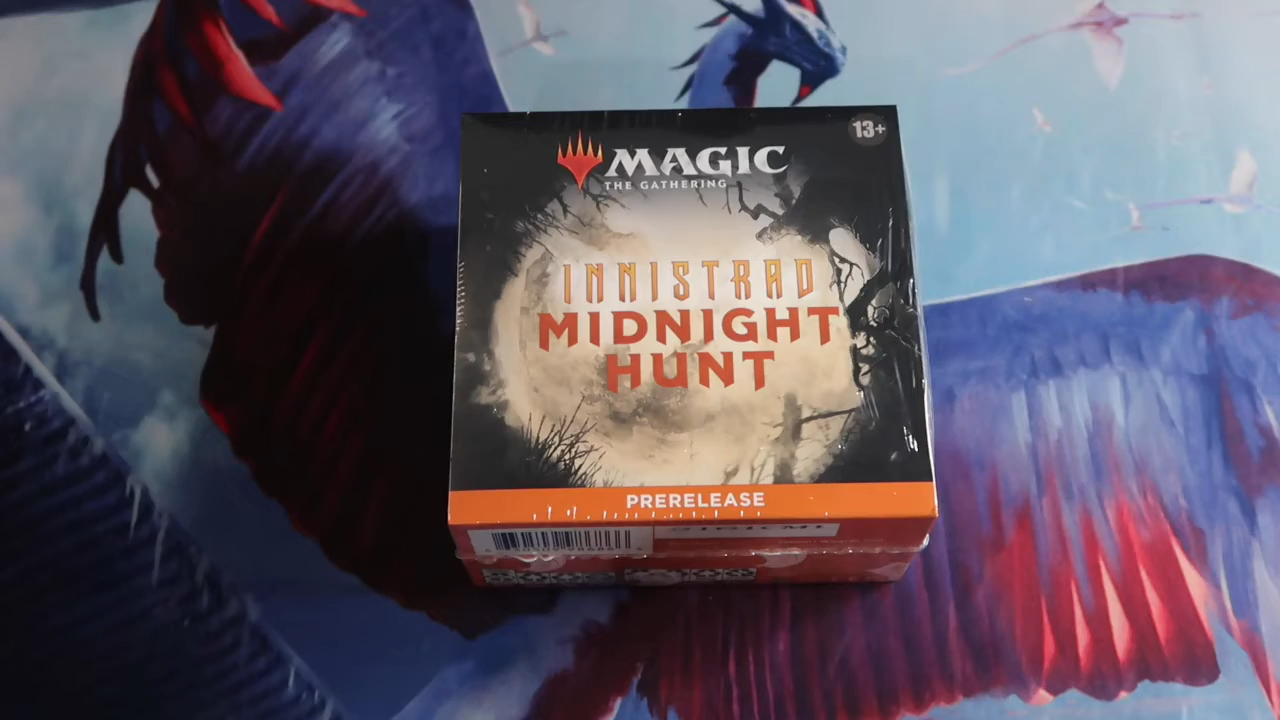 13+
MAGIC
THE GATHERING
INNISTRAD
MIDNIGHT
HUNT
PRERELEASE